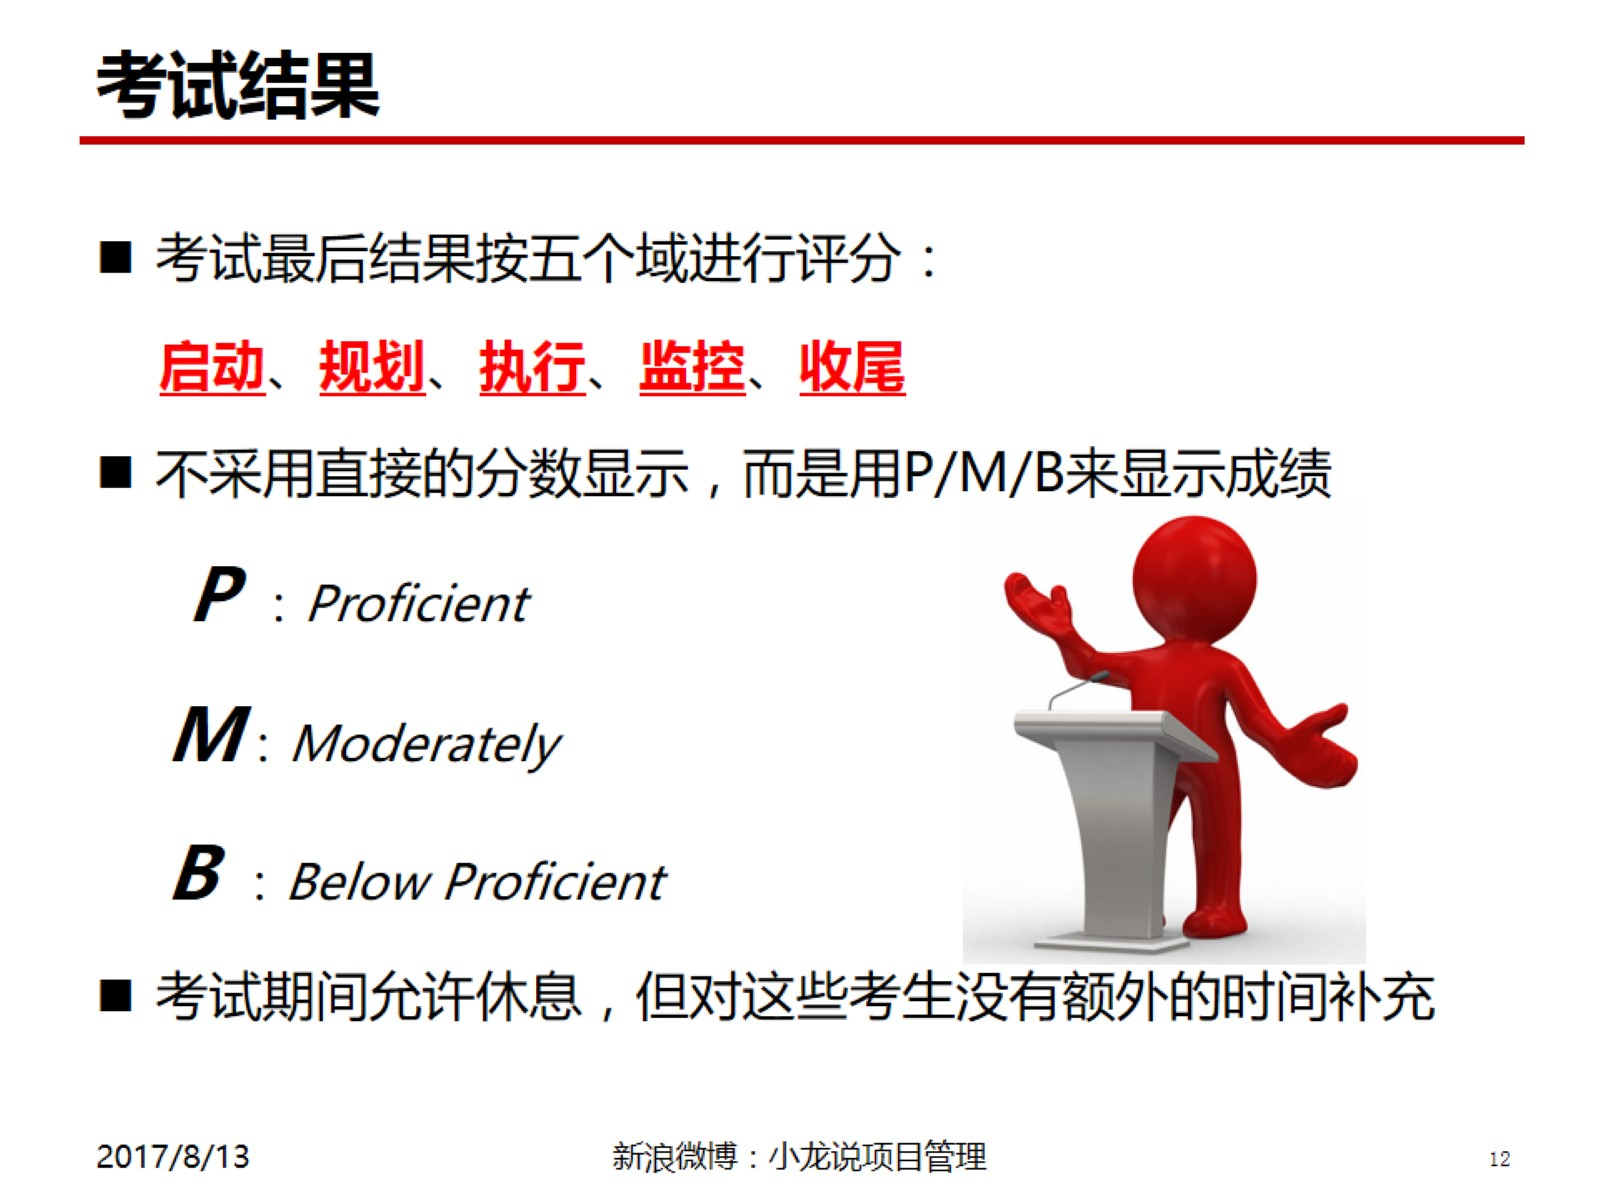 考试结果
■ 考试最后结果按五个域进行评分：
启动、规划、执行、监控、收尾
■ 不采用直接的分数显示，而是用P/M/B来显示成绩
P ：Proficient
M：Moderately
B ：Below Proficient
■ 考试期间允许休息，但对这些考生没有额外的时间补充
2017/8/13 新浪微博：小龙说项目管理 12